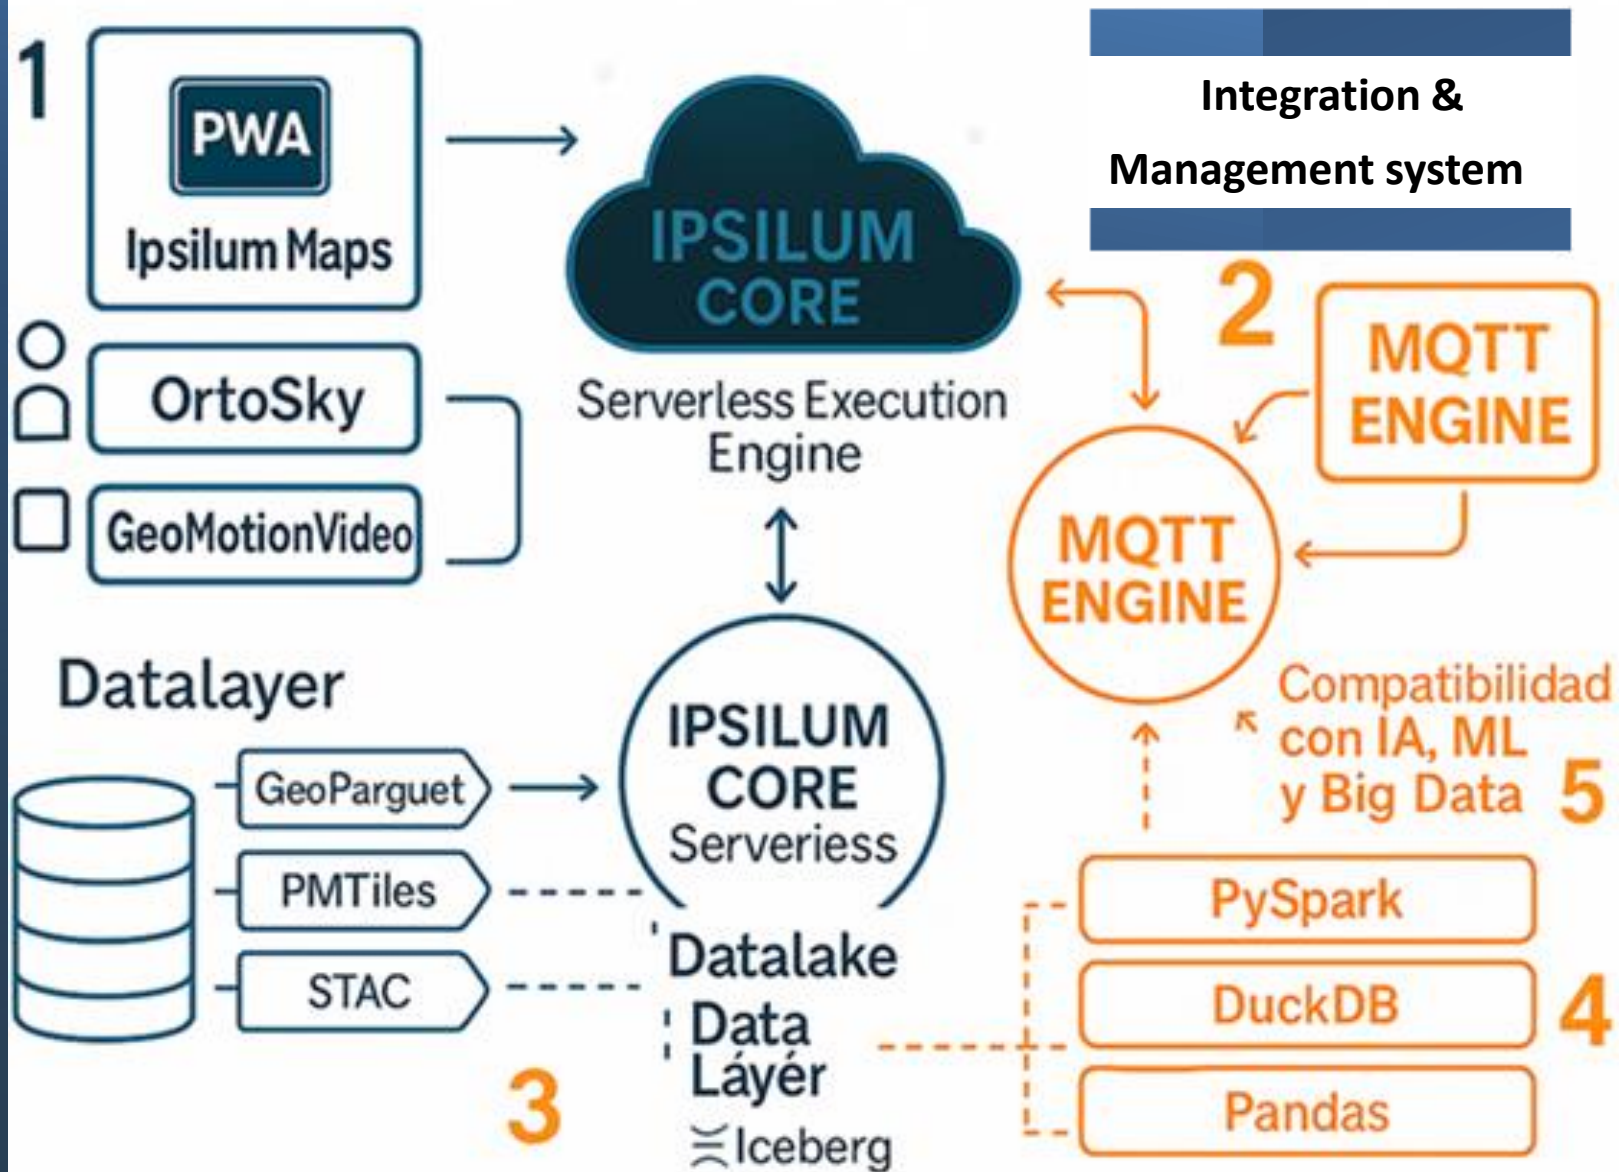 1
PWA
Ipsilum Maps
OrtoSky
GeoMotionVideo
IPSILUM
CORE
Serverless Execution
Engine
Integration &
Management system
2
MQTT
ENGINE
MQTT
ENGINE
Datalayer
GeoParguet
PMTiles
STAC
3
IPSILUM
CORE
Serveriess
Datalake
Data
Láyér
Iceberg
Compatibilidad
con IA, ML
y Big Data
5
PySpark
DuckDB
Pandas
4